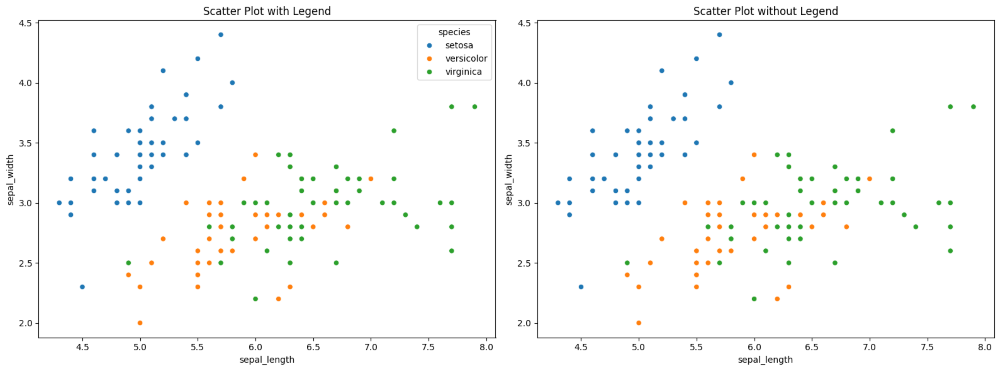 Scatter Plot with Legend
sepal_width
4.5
4.0
3.5
3.0
2.5
2.0
species
setosa
versicolor
virginica
4.5 5.0 5.5 6.0 6.5 7.0 7.5 8.0
sepal_length
Scatter Plot without Legend
sepal_width
4.5
4.0
3.5
3.0
2.5
2.0
4.5 5.0 5.5 6.0 6.5 7.0 7.5 8.0
sepal_length